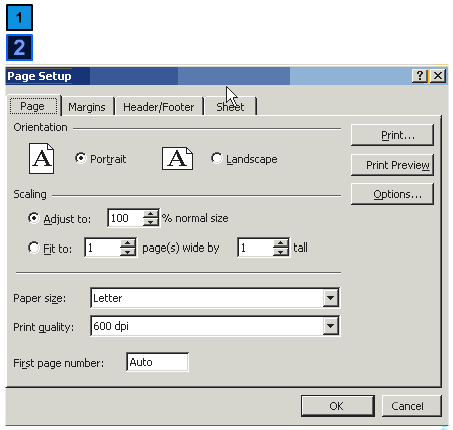 1
2
Page Setup
Page Margins Header/Footer Sheet
Orientation
Print...
A Portrait A Landscape
Print Preview
Scaling
Options...
Adjust to: 100 % normal size
Fit to: 1 page(s) wide by 1 tall
Paper size: Letter
Print quality: 600 dpi
First page number: Auto
OK Cancel